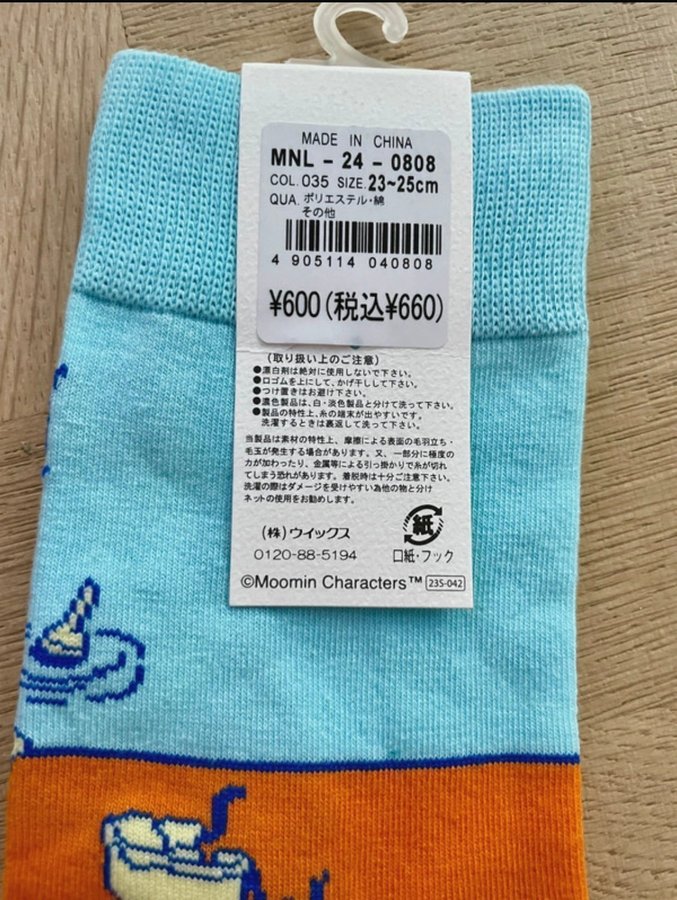 MADE IN CHINA
MNL - 24 - 0808
COL. 035 SIZE. 23~25cm
QUA. ポリエステル・綿
その他
4 905114 040808
¥600(税込¥660)
(取り扱い上のご注意)
●漂白剤は絶対に使用しないで下さい。
●口ゴムを上にして、かげ干しして下さい。
●つけ置きはお避け下さい。
●濃色製品は、白・淡色製品と分けて洗って下さい。
●製品の特性上、糸の端末が出やすいです。
洗濯するときは裏返して洗って下さい。
当製品は素材の特性上、摩擦による表面の毛羽立ち・
毛玉が発生する場合があります。又、一部分に極度の
力が加わったり、金属等による引っ掛かりで糸が切れ
てしまう恐れがあります。着脱時は十分ご注意下さい。
洗濯の際はダメージを受けやすい為他の物と分け
ネットの使用をお勧めします。
紙
(株)ウイックス
0120-88-5194
口紙・フック
©Moomin Characters™ 23S-042